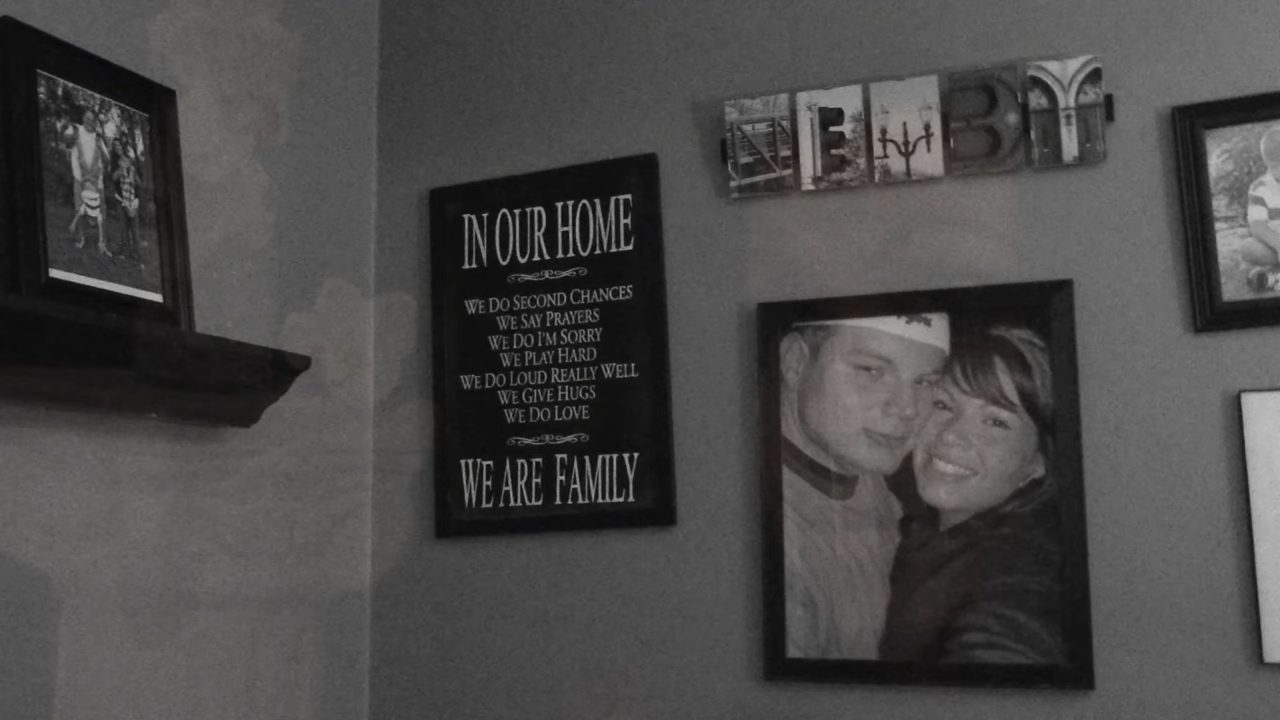 NEWBY
IN OUR HOME
WE DO SECOND CHANCES
WE SAY PRAYERS
WE DO I'M SORRY
WE PLAY HARD
WE DO LOUD REALLY WELL
WE GIVE HUGS
WE DO LOVE
WE ARE FAMILY